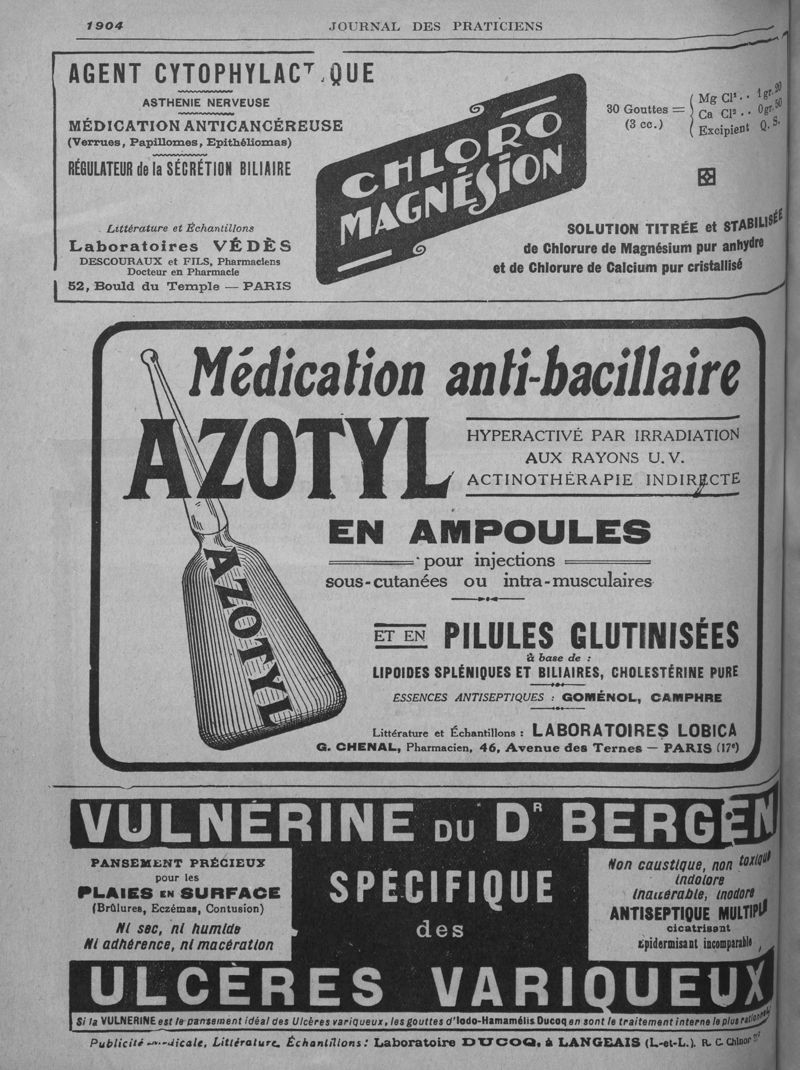 1904 JOURNAL DES PRATICIENS
AGENT CYTOPHYLACT.QUE
ASTHENIE NERVEUSE
MÉDICATION ANTICANCÉREUSE
(Verrues, Papillomes, Epithéliomas)
RÉGULATEUR de la SÉCRÉTION BILIAIRE
Littérature et Échantillons
Laboratoires VÉDÈS
DESCOURAUX et FILS, Pharmaciens
Docteur en Pharmacie
52, Bould du Temple — PARIS
CHLORO
MAGNÉSION
30 Gouttes =
(3 cc.)
Mg Cl² . . 1 gr. 20
Ca Cl² . . 0 gr. 50
Excipient Q. S.
SOLUTION TITRÉE et STABILISÉE
de Chlorure de Magnésium pur anhydre
et de Chlorure de Calcium pur cristallisé
Médication anti-bacillaire
AZOTYL
HYPERACTIVÉ PAR IRRADIATION
AUX RAYONS U.V.
ACTINOTHÉRAPIE INDIRECTE
AZOTYL
EN AMPOULES
pour injections
sous-cutanées ou intra-musculaires
ET EN PILULES GLUTINISÉES
à base de :
LIPOIDES SPLÉNIQUES ET BILIAIRES, CHOLESTÉRINE PURE
ESSENCES ANTISEPTIQUES : GOMÉNOL, CAMPHRE
Littérature et Échantillons : LABORATOIRES LOBICA
G. CHENAL, Pharmacien, 46, Avenue des Ternes — PARIS (17e)
VULNÉRINE DU DR BERGEN
PANSEMENT PRÉCIEUX
pour les
PLAIES EN SURFACE
(Brûlures, Eczémas, Contusion)
Ni sec, ni humide
Ni adhérence, ni macération
SPÉCIFIQUE
des
Non caustique, non toxique
indolore
inaltérable, inodore
ANTISEPTIQUE MULTIPLE
cicatrisant
Epidermisant incomparable
ULCÈRES VARIQUEUX
Si la VULNERINE est le pansement idéal des Ulcères variqueux, les gouttes d'Iodo-Hamamélis Ducoq en sont le traitement interne le plus rationnel
Publicité médicale, Littérature, Échantillons : Laboratoire DUCOQ, à LANGEAIS (I.-et-L.). R. C. Chinon